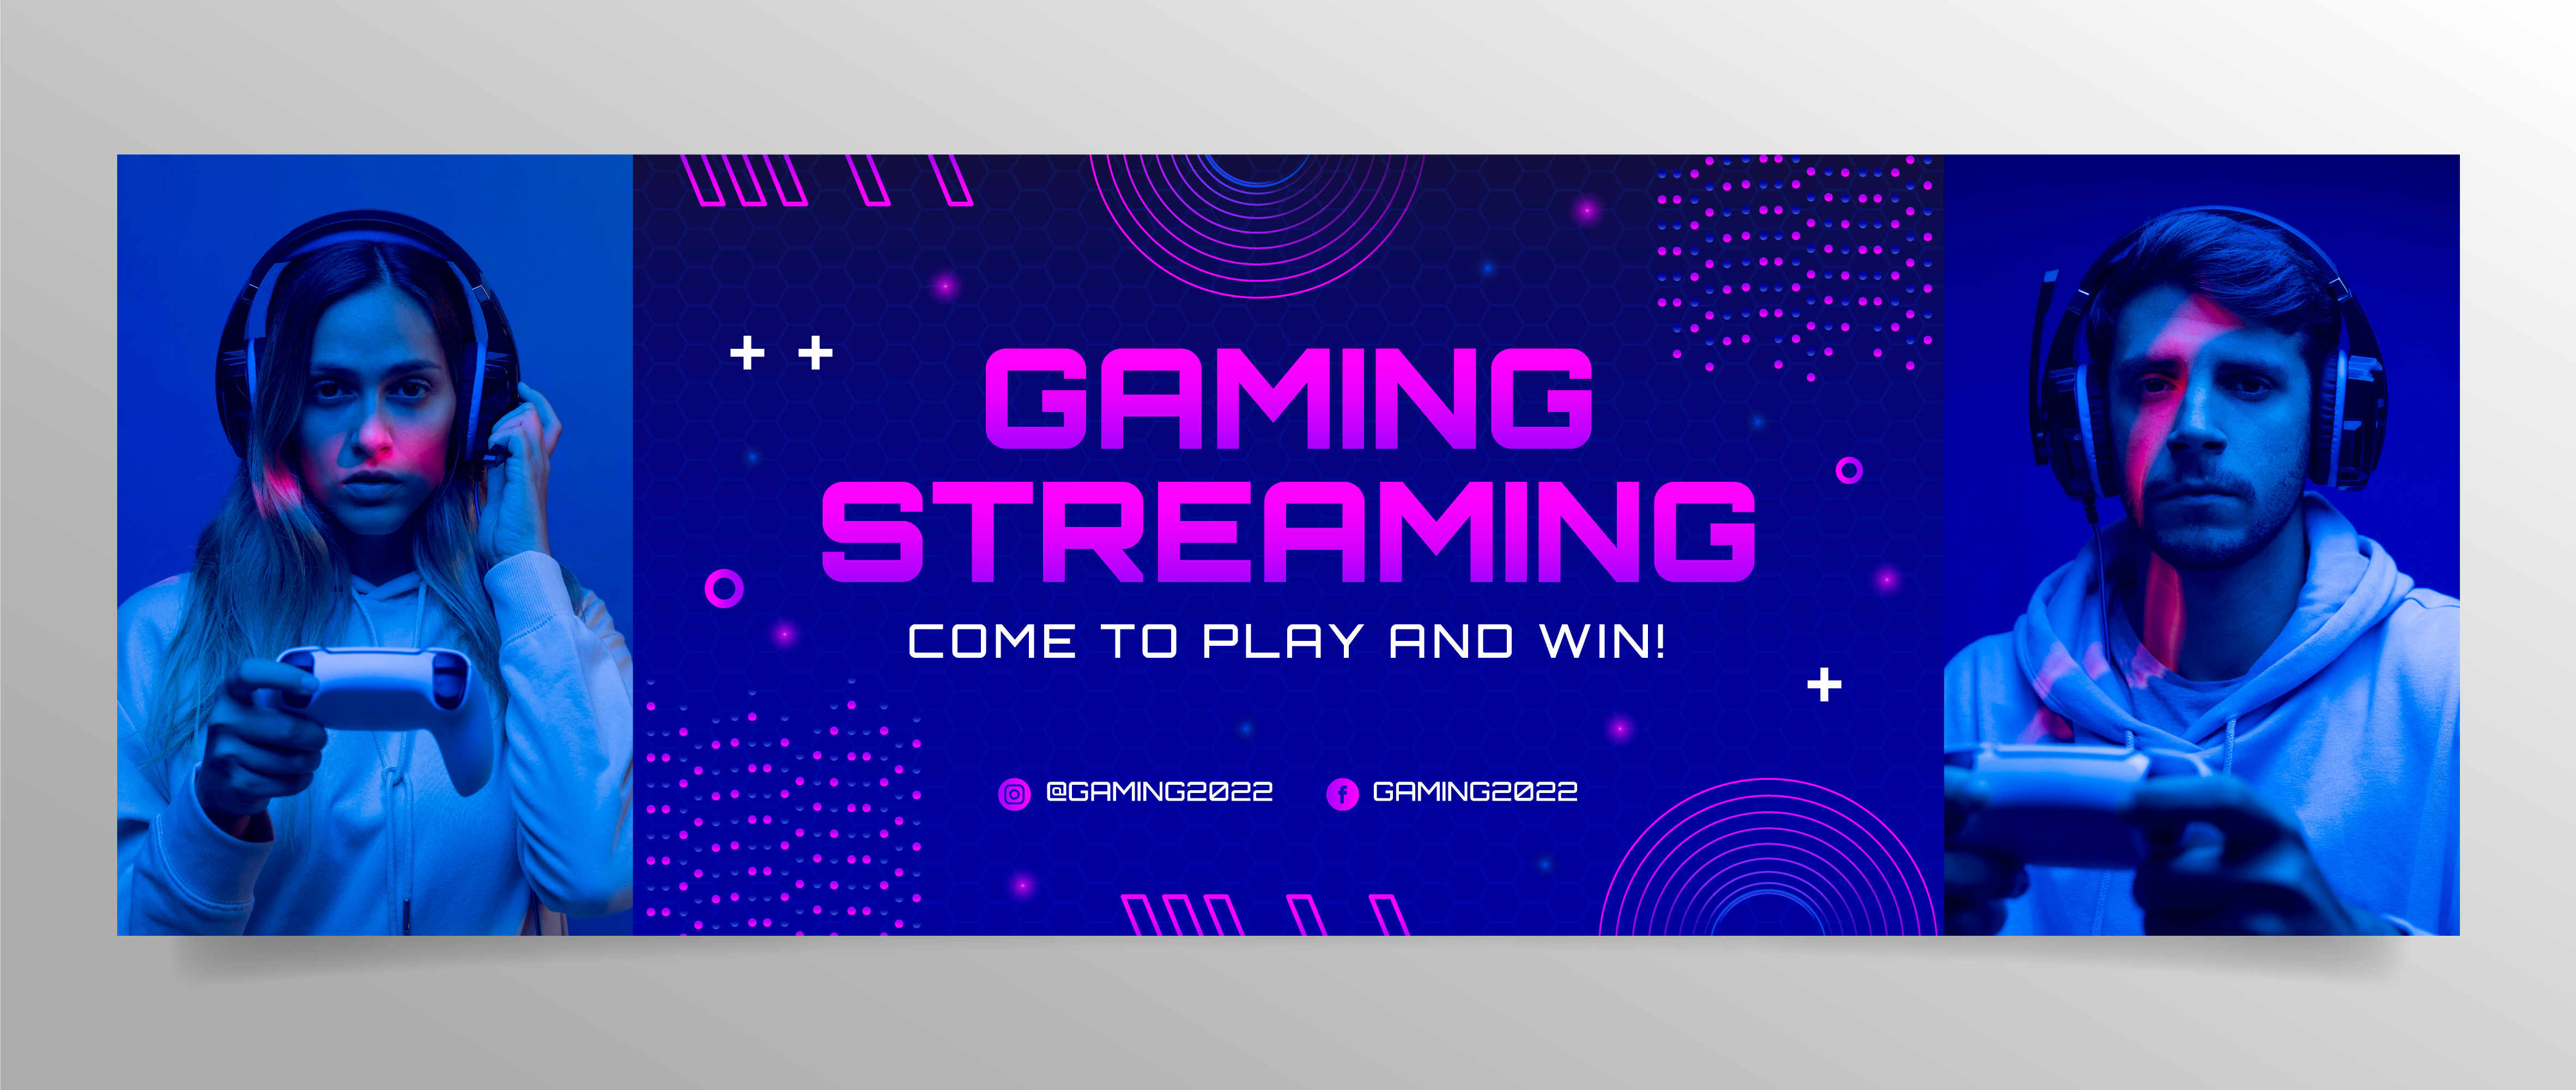 GAMING
STREAMING
COME TO PLAY AND WIN!
@GAMING2022 GAMING2022